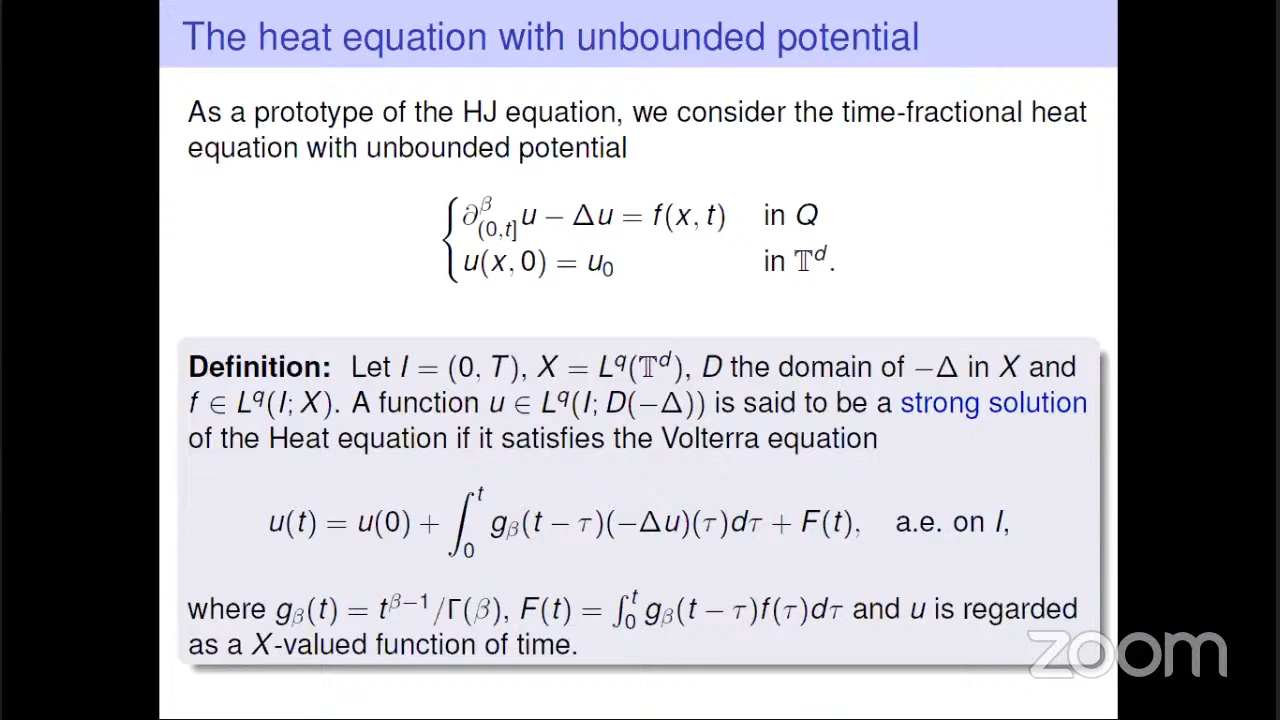 The heat equation with unbounded potential
As a prototype of the HJ equation, we consider the time-fractional heat
equation with unbounded potential
∂^β_{(0,t]} u − Δu = f(x, t) in Q
u(x, 0) = u₀ in 𝕋^d.
Definition: Let I = (0, T), X = L^q(𝕋^d), D the domain of −Δ in X and
f ∈ L^q(I; X). A function u ∈ L^q(I; D(−Δ)) is said to be a strong solution
of the Heat equation if it satisfies the Volterra equation
u(t) = u(0) + ∫_0^t g_β(t − τ)(−Δu)(τ)dτ + F(t), a.e. on I,
where g_β(t) = t^{β−1}/Γ(β), F(t) = ∫_0^t g_β(t − τ)f(τ)dτ and u is regarded
as a X-valued function of time.
zoom